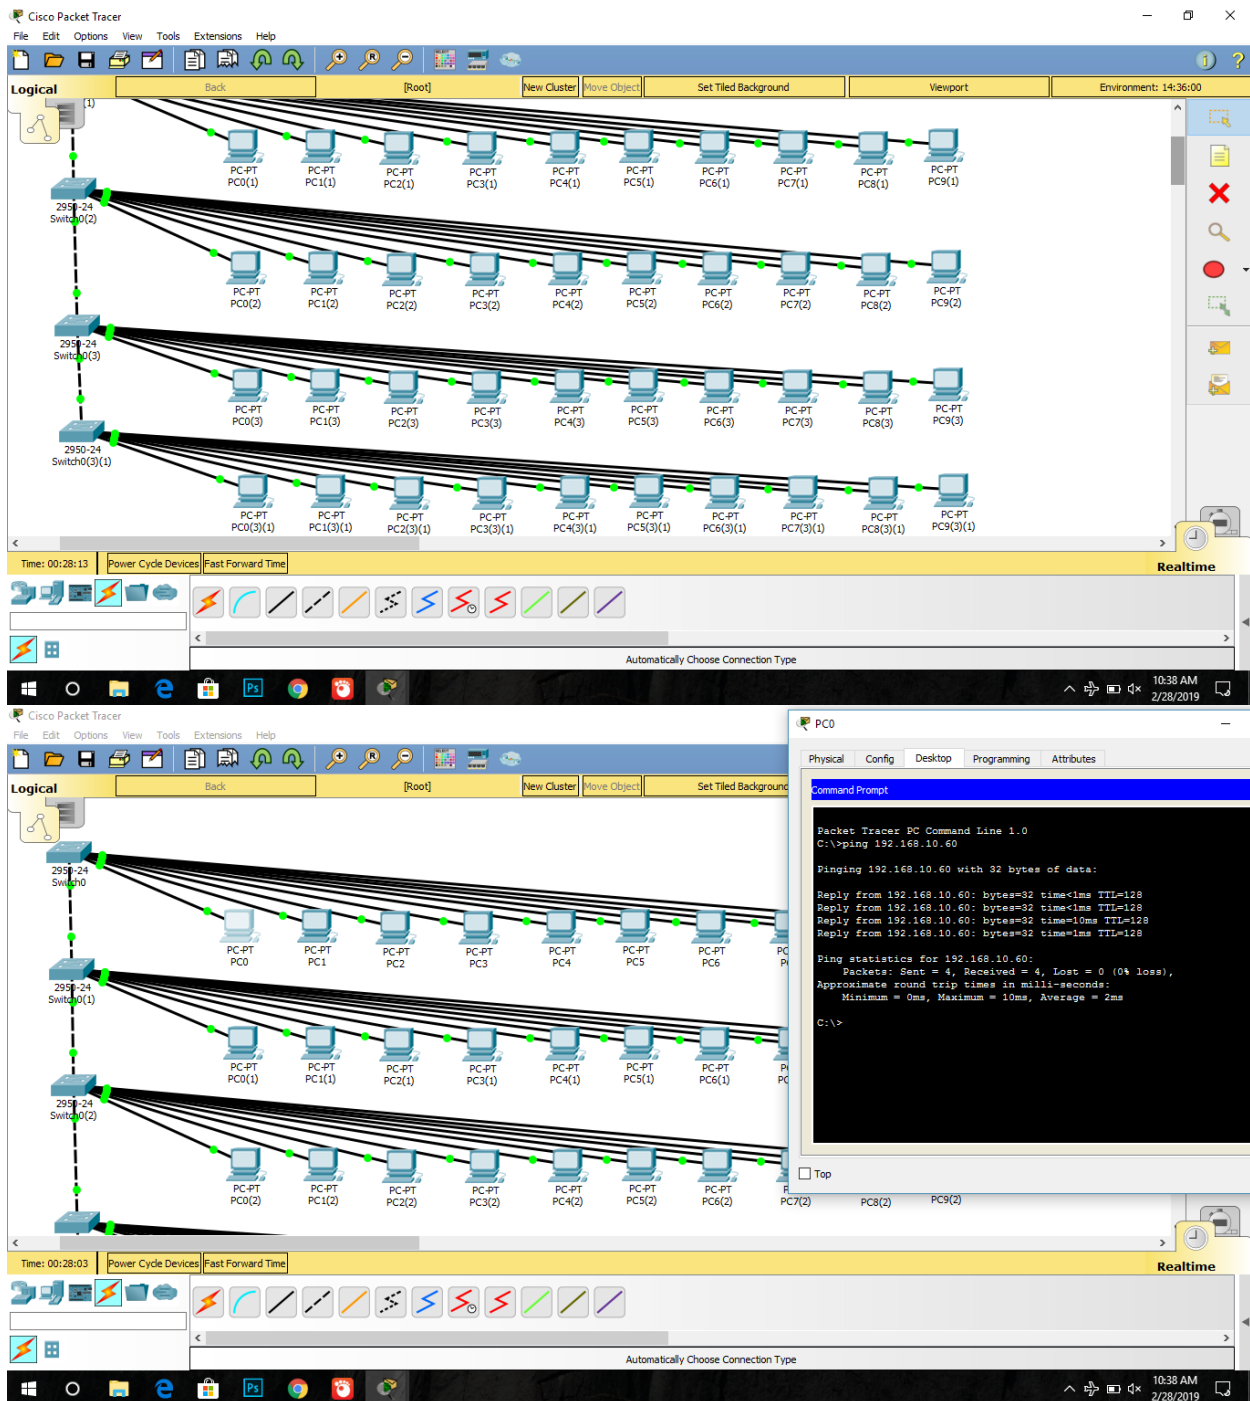 Cisco Packet Tracer
File Edit Options View Tools Extensions Help
Logical Back [Root] New Cluster Move Object Set Tiled Background Viewport Environment: 14:36:00
(1)
PC-PT PC-PT PC-PT PC-PT PC-PT PC-PT PC-PT PC-PT PC-PT PC-PT
PC0(1) PC1(1) PC2(1) PC3(1) PC4(1) PC5(1) PC6(1) PC7(1) PC8(1) PC9(1)
2950-24
Switch0(2)
PC-PT PC-PT PC-PT PC-PT PC-PT PC-PT PC-PT PC-PT PC-PT PC-PT
PC0(2) PC1(2) PC2(2) PC3(2) PC4(2) PC5(2) PC6(2) PC7(2) PC8(2) PC9(2)
2950-24
Switch0(3)
PC-PT PC-PT PC-PT PC-PT PC-PT PC-PT PC-PT PC-PT PC-PT PC-PT
PC0(3) PC1(3) PC2(3) PC3(3) PC4(3) PC5(3) PC6(3) PC7(3) PC8(3) PC9(3)
2950-24
Switch0(3)(1)
PC-PT PC-PT PC-PT PC-PT PC-PT PC-PT PC-PT PC-PT PC-PT PC-PT
PC0(3)(1) PC1(3)(1) PC2(3)(1) PC3(3)(1) PC4(3)(1) PC5(3)(1) PC6(3)(1) PC7(3)(1) PC8(3)(1) PC9(3)(1)
Time: 00:28:13 Power Cycle Devices Fast Forward Time Realtime
Automatically Choose Connection Type
Ps
10:38 AM
2/28/2019
Cisco Packet Tracer
File Edit Options View Tools Extensions Help
Logical Back [Root] New Cluster Move Object Set Tiled Background
2950-24
Switch0
PC-PT PC-PT PC-PT PC-PT PC-PT PC-PT PC-PT PC
PC0 PC1 PC2 PC3 PC4 PC5 PC6 P
2950-24
Switch0(1)
PC-PT PC-PT PC-PT PC-PT PC-PT PC-PT PC-PT P
PC0(1) PC1(1) PC2(1) PC3(1) PC4(1) PC5(1) PC6(1) PC
2950-24
Switch0(2)
PC-PT PC-PT PC-PT PC-PT PC-PT PC-PT PC-PT P
PC0(2) PC1(2) PC2(2) PC3(2) PC4(2) PC5(2) PC6(2) PC7(2) PC8(2) PC9(2)
PC0
Physical Config Desktop Programming Attributes
Command Prompt
Packet Tracer PC Command Line 1.0
C:\>ping 192.168.10.60
Pinging 192.168.10.60 with 32 bytes of data:
Reply from 192.168.10.60: bytes=32 time<1ms TTL=128
Reply from 192.168.10.60: bytes=32 time<1ms TTL=128
Reply from 192.168.10.60: bytes=32 time=10ms TTL=128
Reply from 192.168.10.60: bytes=32 time=1ms TTL=128
Ping statistics for 192.168.10.60:
Packets: Sent = 4, Received = 4, Lost = 0 (0% loss),
Approximate round trip times in milli-seconds:
Minimum = 0ms, Maximum = 10ms, Average = 2ms
C:\>
Top
Time: 00:28:03 Power Cycle Devices Fast Forward Time Realtime
Automatically Choose Connection Type
Ps
10:38 AM
2/28/2019